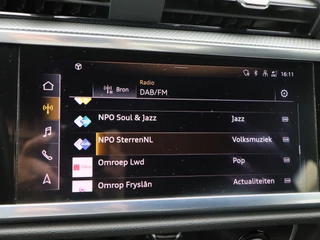 16:11
Bron
Radio
DAB/FM
NPO Soul & Jazz Jazz
NPO SterrenNL Volksmuziek
Omroep Lwd Pop
Omrop Fryslân Actualiteiten